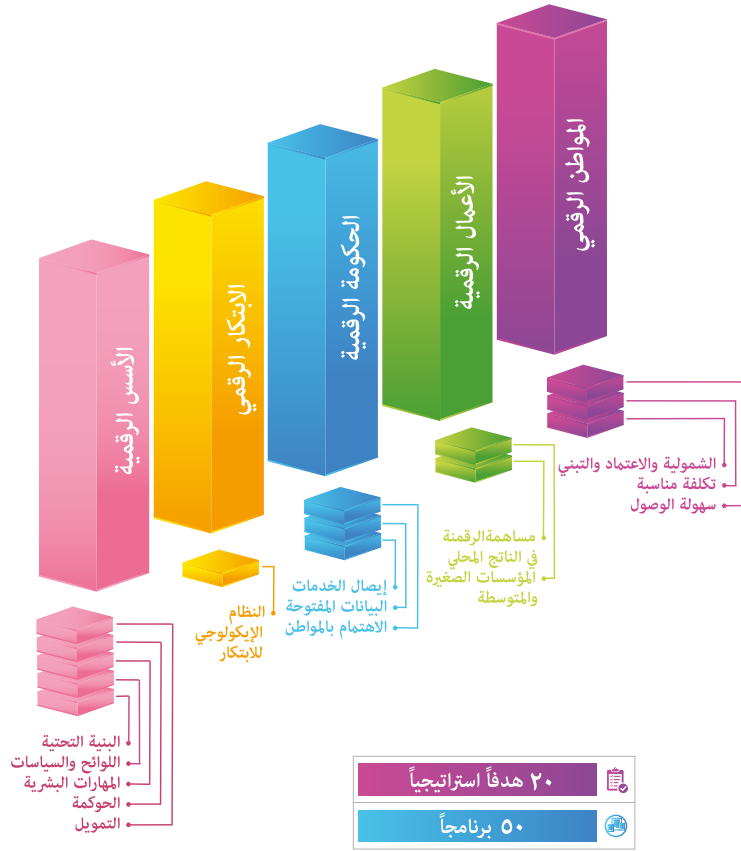 المواطن الرقمي
الأعمال الرقمية
الحكومة الرقمية
الابتكار الرقمي
الأسس الرقمية
الشمولية والاعتماد والتبني
تكلفة مناسبة
سهولة الوصول
مساهمةالرقمنة
في الناتج المحلي
المؤسسات الصغيرة
والمتوسطة
إيصال الخدمات
البيانات المفتوحة
الاهتمام بالمواطن
النظام
الإيكولوجي
للابتكار
البنية التحتية
اللوائح والسياسات
المهارات البشرية
الحوكمة
التمويل
٢٠ هدفاً استراتيجياً
٥٠ برنامجاً